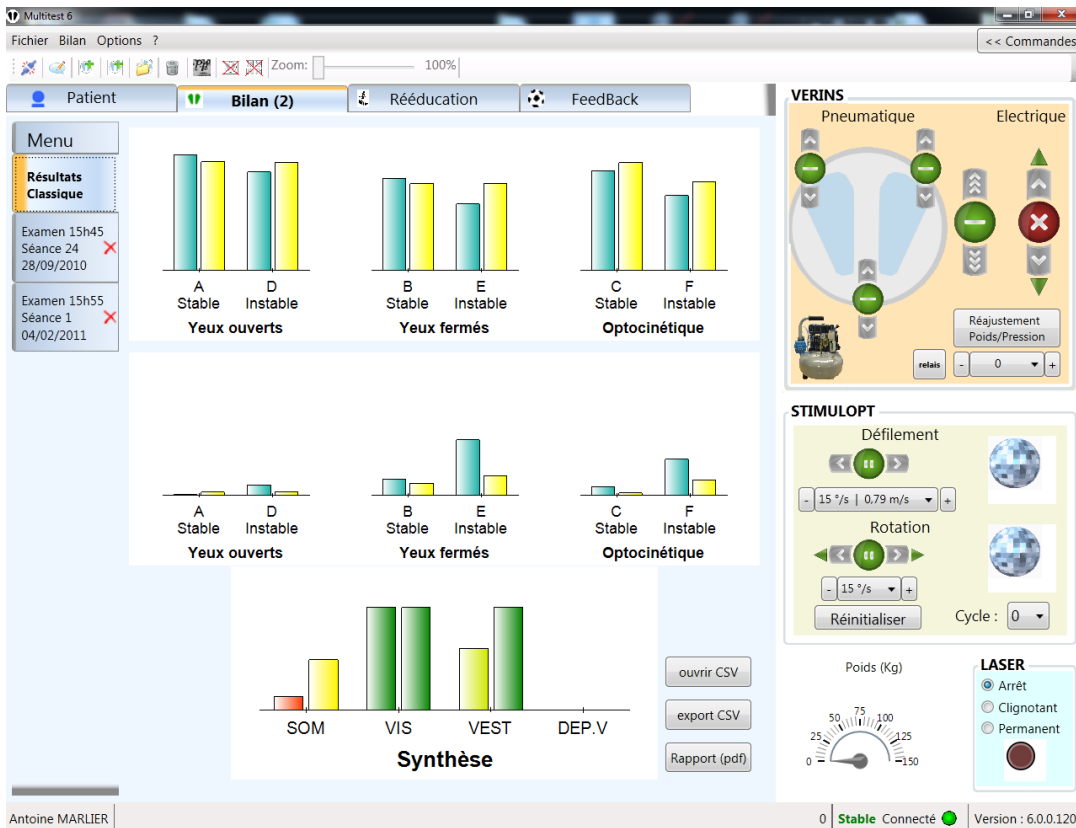 Multitest 6
Fichier Bilan Options ?
<< Commandes
Zoom: 100%
Patient
Bilan (2)
Rééducation
FeedBack
Menu
Résultats
Classique
Examen 15h45
Séance 24
28/09/2010
Examen 15h55
Séance 1
04/02/2011
A D B E C F
Stable Instable Stable Instable Stable Instable
Yeux ouverts Yeux fermés Optocinétique
A D B E C F
Stable Instable Stable Instable Stable Instable
Yeux ouverts Yeux fermés Optocinétique
SOM VIS VEST DEP.V
Synthèse
ouvrir CSV
export CSV
Rapport (pdf)
VERINS
Pneumatique Electrique
Réajustement
Poids/Pression
relais - 0 +
STIMULOPT
Défilement
- 15 °/s | 0,79 m/s +
Rotation
- 15 °/s +
Réinitialiser Cycle : 0
Poids (Kg)
0 25 50 75 100 125 150
LASER
Arrêt
Clignotant
Permanent
Antoine MARLIER
0 Stable Connecté Version : 6.0.0.120